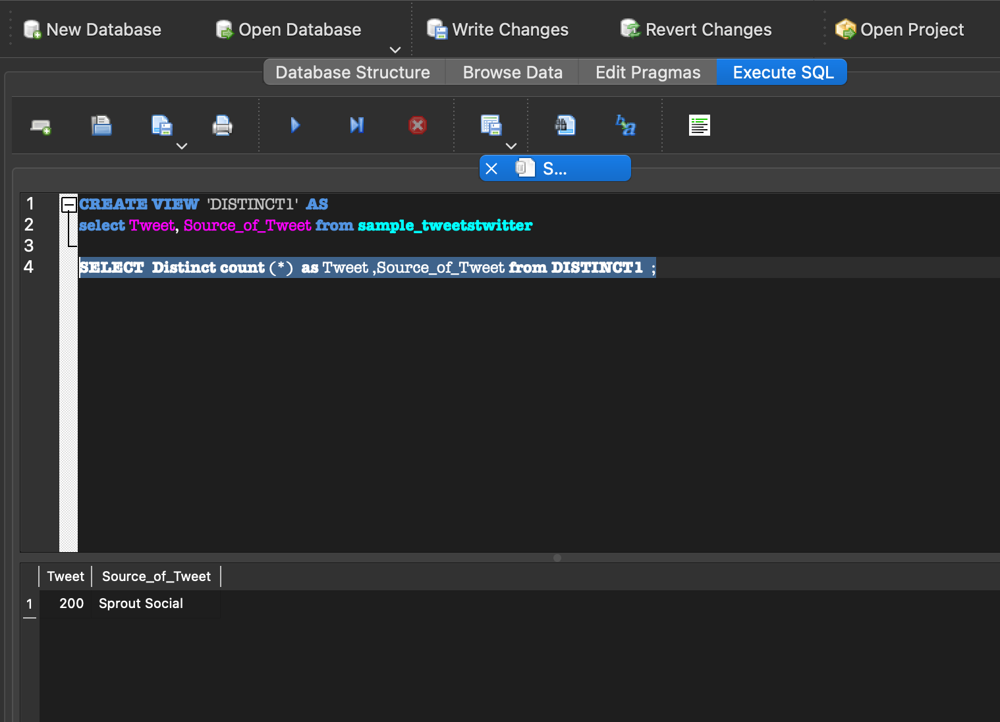 New Database Open Database Write Changes Revert Changes Open Project
Database Structure Browse Data Edit Pragmas Execute SQL
S...
1 CREATE VIEW 'DISTINCT1' AS
2 select Tweet, Source_of_Tweet from sample_tweetstwitter
3
4 SELECT Distinct count (*) as Tweet ,Source_of_Tweet from DISTINCT1 ;
Tweet Source_of_Tweet
1 200 Sprout Social